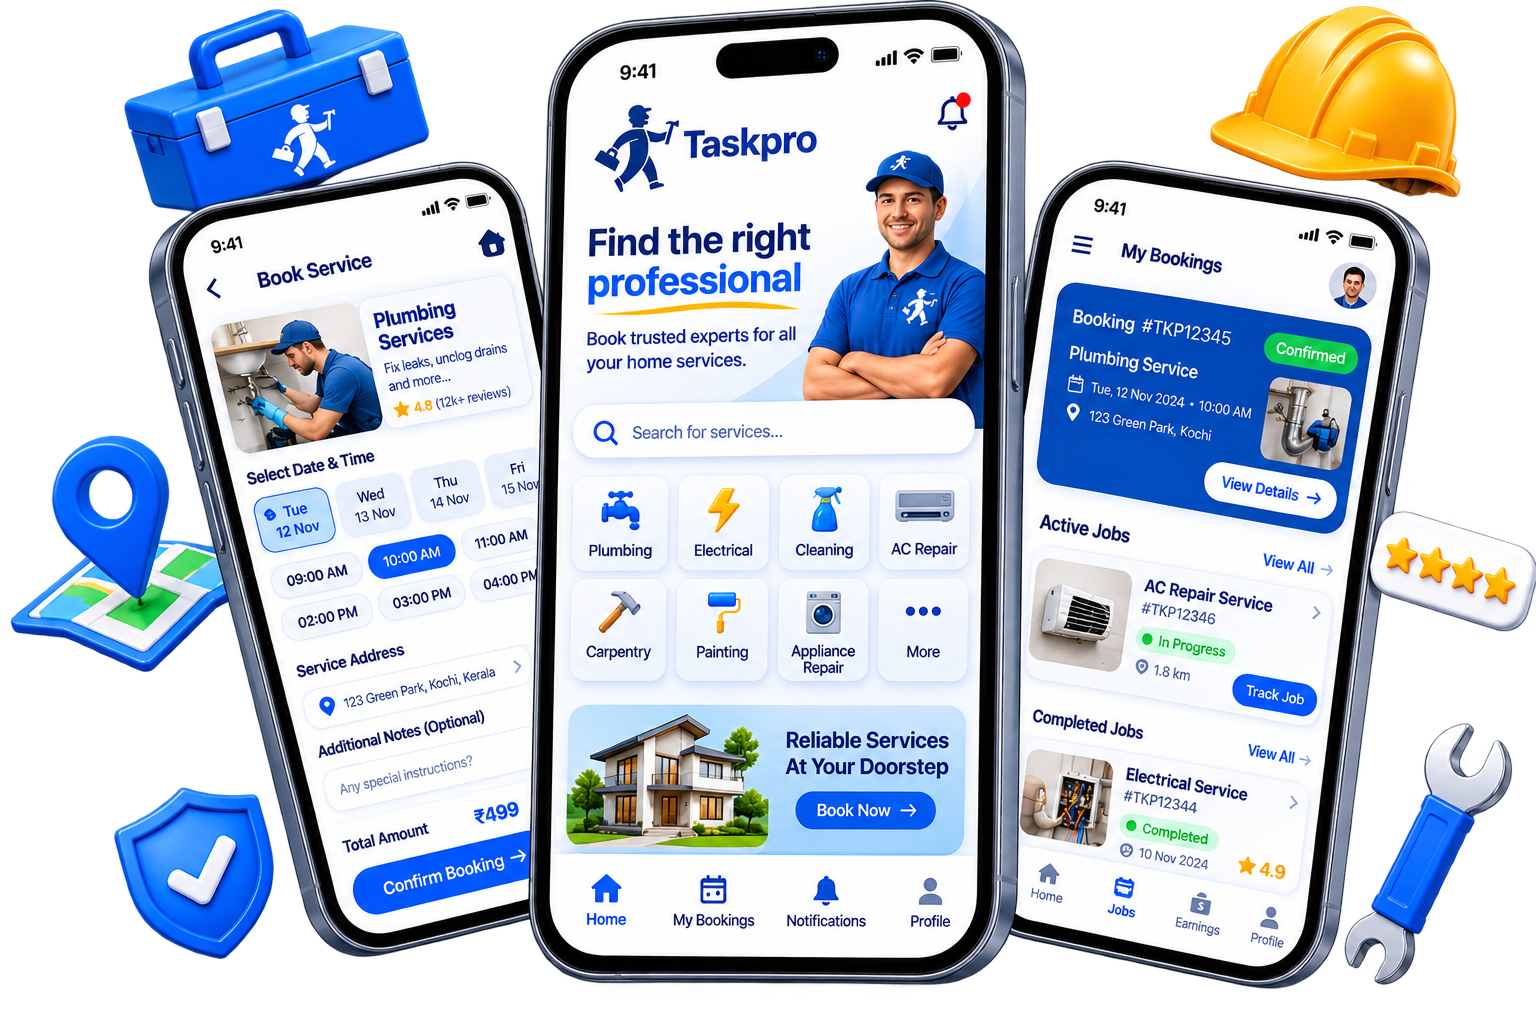 9:41
Book Service
Plumbing
Services
Fix leaks, unclog drains
and more...
4.8 (12k+ reviews)
Select Date & Time
Tue
12 Nov
Wed
13 Nov
Thu
14 Nov
Fri
15 Nov
09:00 AM
10:00 AM
11:00 AM
02:00 PM
03:00 PM
04:00 PM
Service Address
123 Green Park, Kochi, Kerala
Additional Notes (Optional)
Any special instructions?
Total Amount
₹499
Confirm Booking
9:41
Taskpro
Find the right
professional
Book trusted experts for all
your home services.
Search for services...
Plumbing
Electrical
Cleaning
AC Repair
Carpentry
Painting
Appliance
Repair
More
Reliable Services
At Your Doorstep
Book Now
Home
My Bookings
Notifications
Profile
9:41
My Bookings
Booking #TKP12345
Confirmed
Plumbing Service
Tue, 12 Nov 2024 • 10:00 AM
123 Green Park, Kochi
View Details
Active Jobs
View All
AC Repair Service
#TKP12346
In Progress
1.8 km
Track Job
Completed Jobs
View All
Electrical Service
#TKP12344
Completed
10 Nov 2024
4.9
Home
Jobs
Earnings
Profile